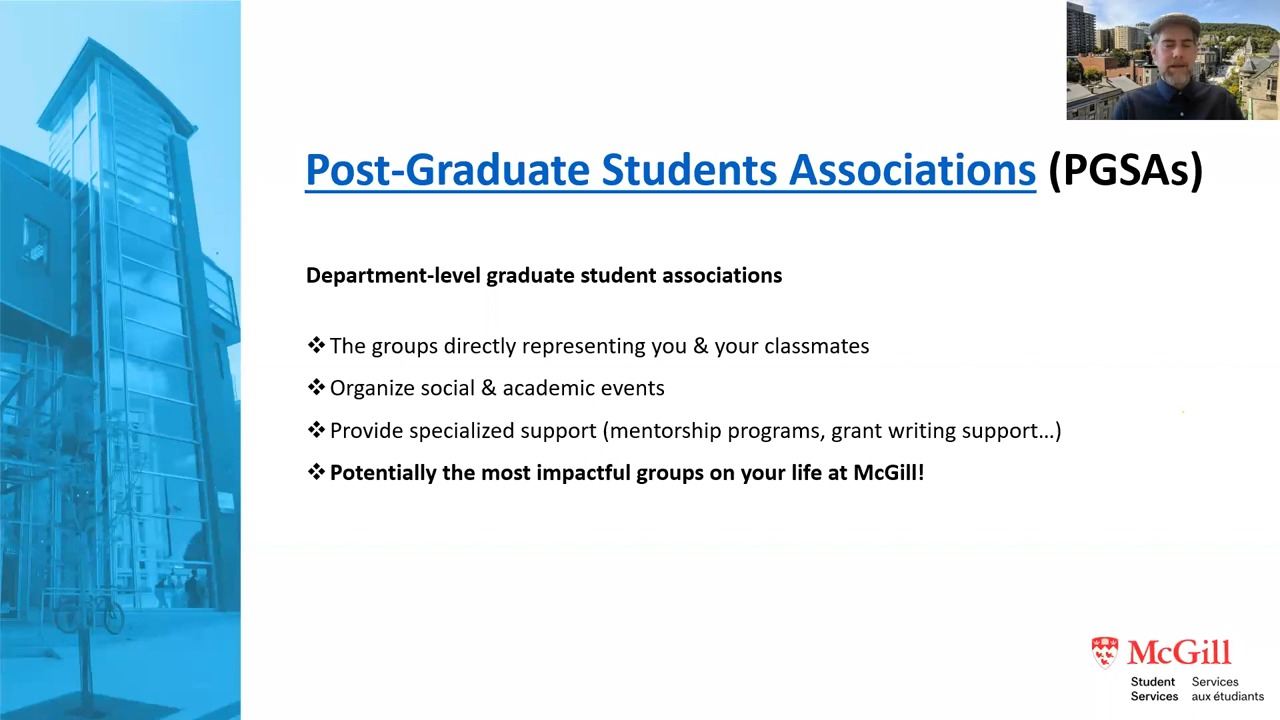 Post-Graduate Students Associations (PGSAs)
Department-level graduate student associations
❖ The groups directly representing you & your classmates
❖ Organize social & academic events
❖ Provide specialized support (mentorship programs, grant writing support...)
❖ Potentially the most impactful groups on your life at McGill!
McGill
Student Services
Services aux étudiants